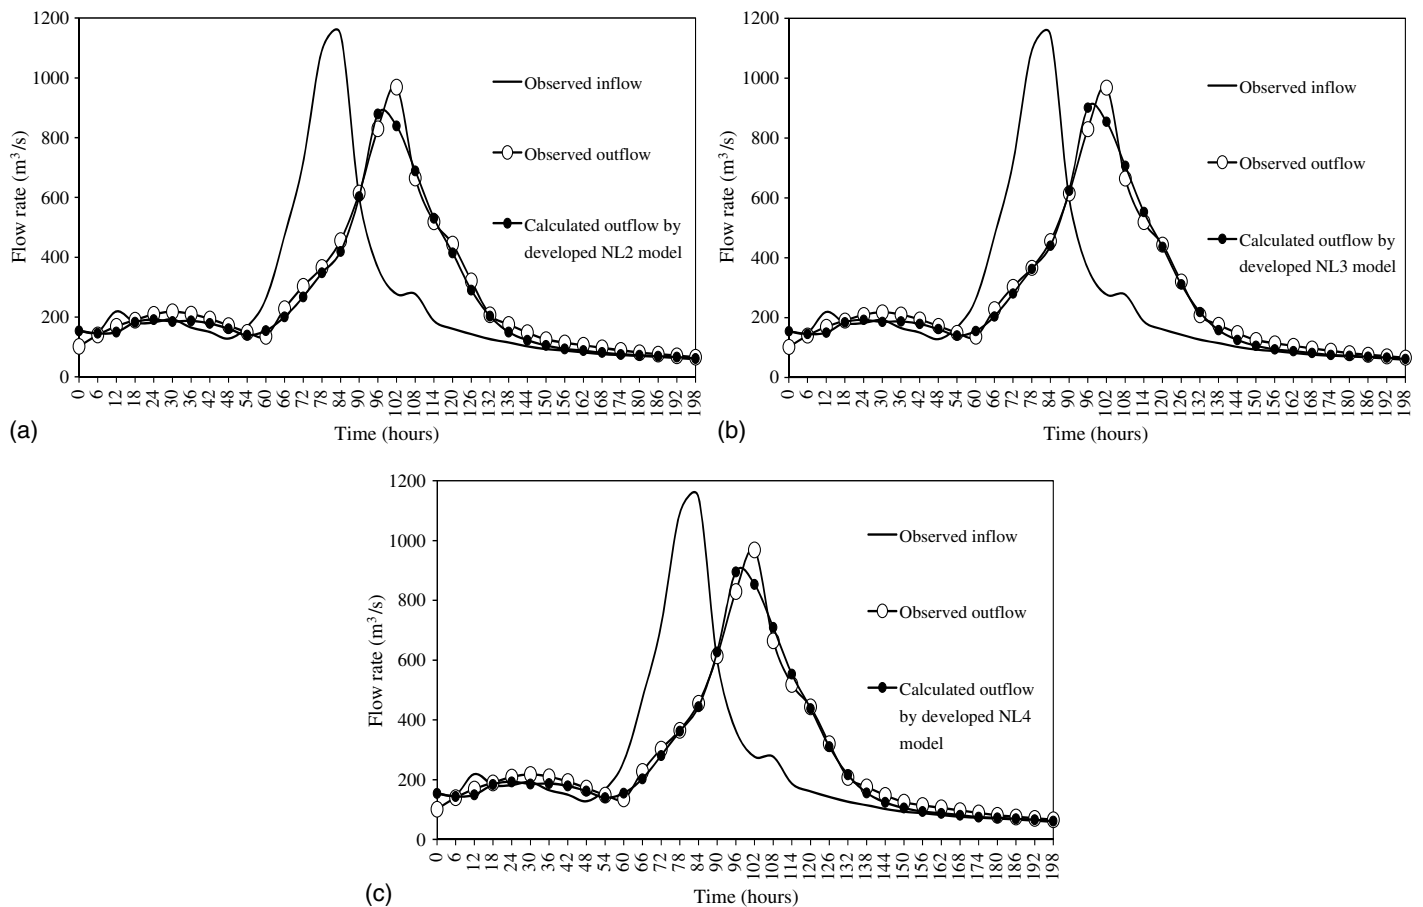 1200
1000
800
600
400
200
0
Flow rate (m³/s)
Observed inflow
Observed outflow
Calculated outflow by
developed NL2 model
0 6 12 18 24 30 36 42 48 54 60 66 72 78 84 90 96 102 108 114 120 126 132 138 144 150 156 162 168 174 180 186 192 198
Time (hours)
(a)
1200
1000
800
600
400
200
0
Flow rate (m³/s)
Observed inflow
Observed outflow
Calculated outflow by
developed NL3 model
0 6 12 18 24 30 36 42 48 54 60 66 72 78 84 90 96 102 108 114 120 126 132 138 144 150 156 162 168 174 180 186 192 198
Time (hours)
(b)
1200
1000
800
600
400
200
0
Flow rate (m³/s)
Observed inflow
Observed outflow
Calculated outflow
by developed NL4
model
0 6 12 18 24 30 36 42 48 54 60 66 72 78 84 90 96 102 108 114 120 126 132 138 144 150 156 162 168 174 180 186 192 198
Time (hours)
(c)